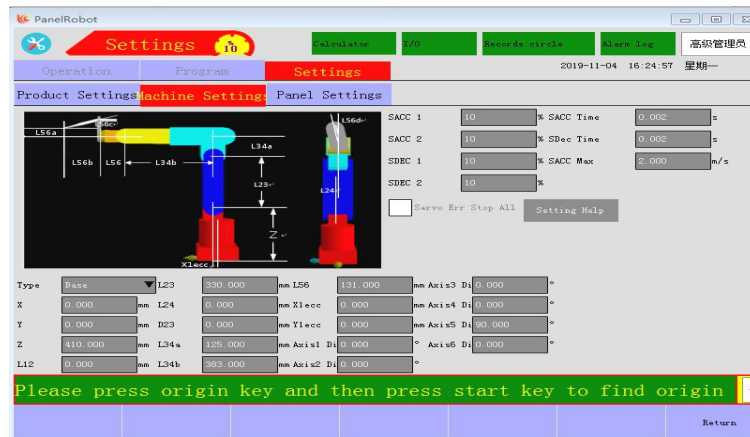 PanelRobot
Settings 10 % Calculator I/O Records:circle Alarm log 高级管理员
Operation Program Settings 2019-11-04 16:24:57 星期一
Product Settings Machine Settings Panel Settings
L56c L56d
L56a
L34a
L56b L56 L34b
L23
L24
Z
X1ecc
SACC 1 10 % SACC Time 0.002 s
SACC 2 10 % SDec Time 0.002 s
SDEC 1 10 % SACC Max 2.000 m/s
SDEC 2 10 %
Servo Err Stop All Setting Help
Type Base L23 330.000 mm L56 131.000 mm Axis3 Di 0.000 °
X 0.000 mm L24 0.000 mm X1ecc 0.000 mm Axis4 Di 0.000 °
Y 0.000 mm D23 0.000 mm Y1ecc 0.000 mm Axis5 Di 90.000 °
Z 410.000 mm L34a 125.000 mm Axis1 Di 0.000 ° Axis6 Di 0.000 °
L12 0.000 mm L34b 383.000 mm Axis2 Di 0.000 °
Please press origin key and then press start key to find origin
Return